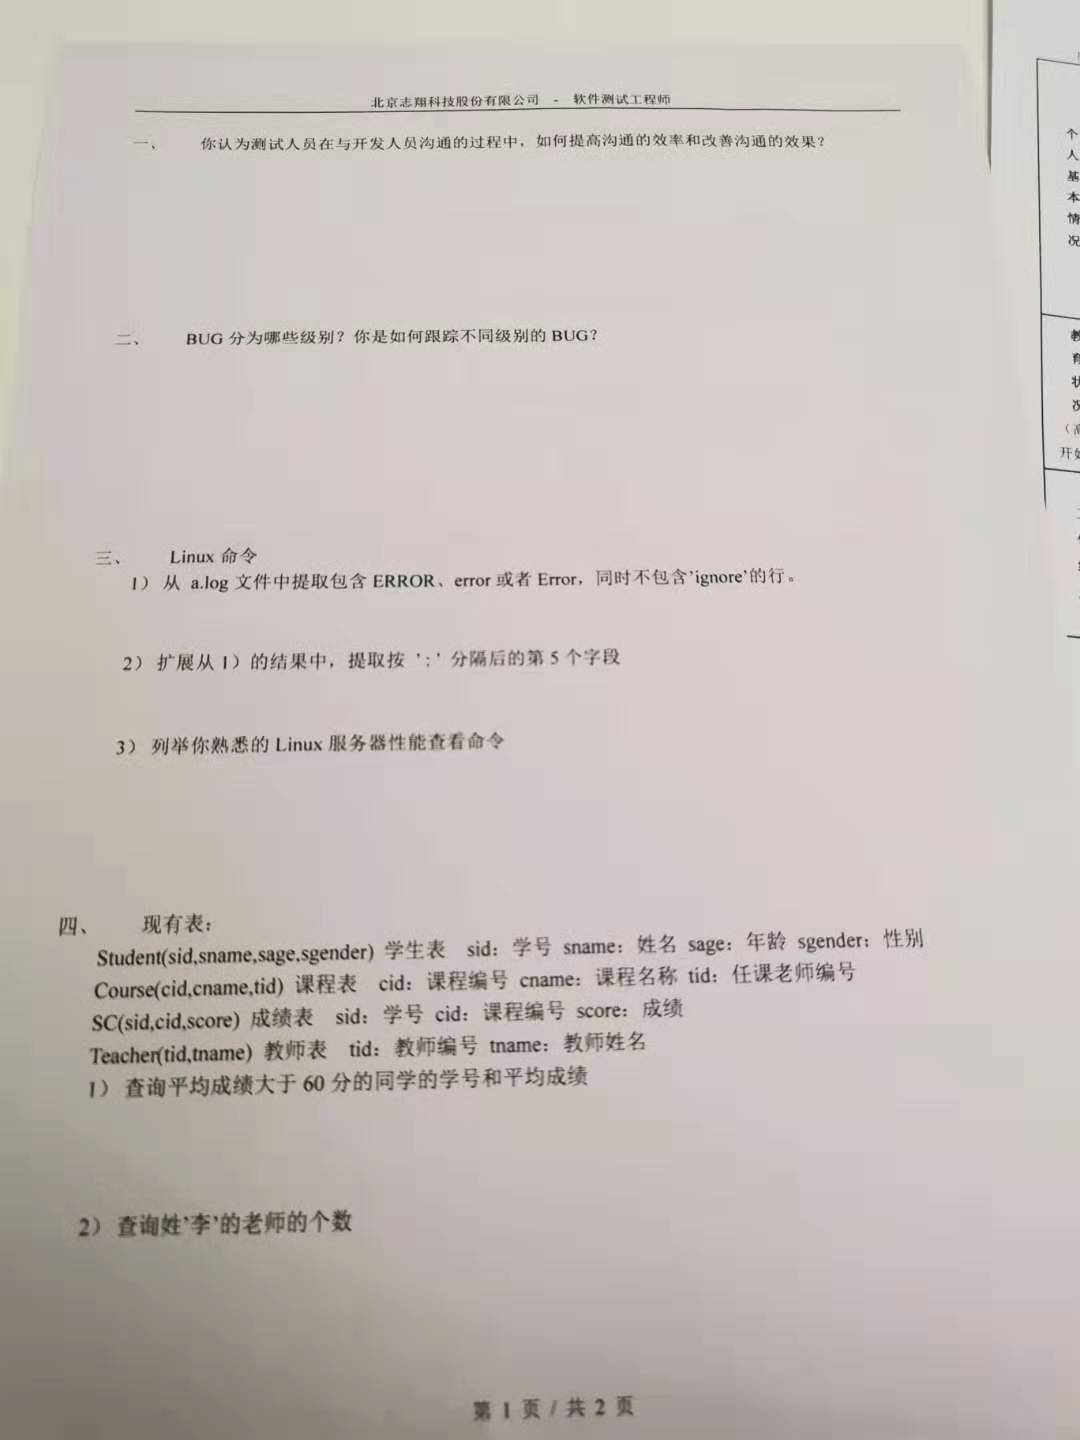 北京志翔科技股份有限公司 - 软件测试工程师
一、 你认为测试人员在与开发人员沟通的过程中，如何提高沟通的效率和改善沟通的效果？
二、 BUG 分为哪些级别？你是如何跟踪不同级别的 BUG？
三、 Linux 命令
1） 从 a.log 文件中提取包含 ERROR、error 或者 Error，同时不包含’ignore’的行。
2） 扩展从 1）的结果中，提取按 ’:’ 分隔后的第 5 个字段
3） 列举你熟悉的 Linux 服务器性能查看命令
四、 现有表：
Student(sid,sname,sage,sgender) 学生表 sid：学号 sname：姓名 sage：年龄 sgender：性别
Course(cid,cname,tid) 课程表 cid：课程编号 cname：课程名称 tid：任课老师编号
SC(sid,cid,score) 成绩表 sid：学号 cid：课程编号 score：成绩
Teacher(tid,tname) 教师表 tid：教师编号 tname：教师姓名
1） 查询平均成绩大于 60 分的同学的学号和平均成绩
2） 查询姓’李’的老师的个数
第 1 页 / 共 2 页
个
人
基
本
情
况
教
育
状
况
（高
开始